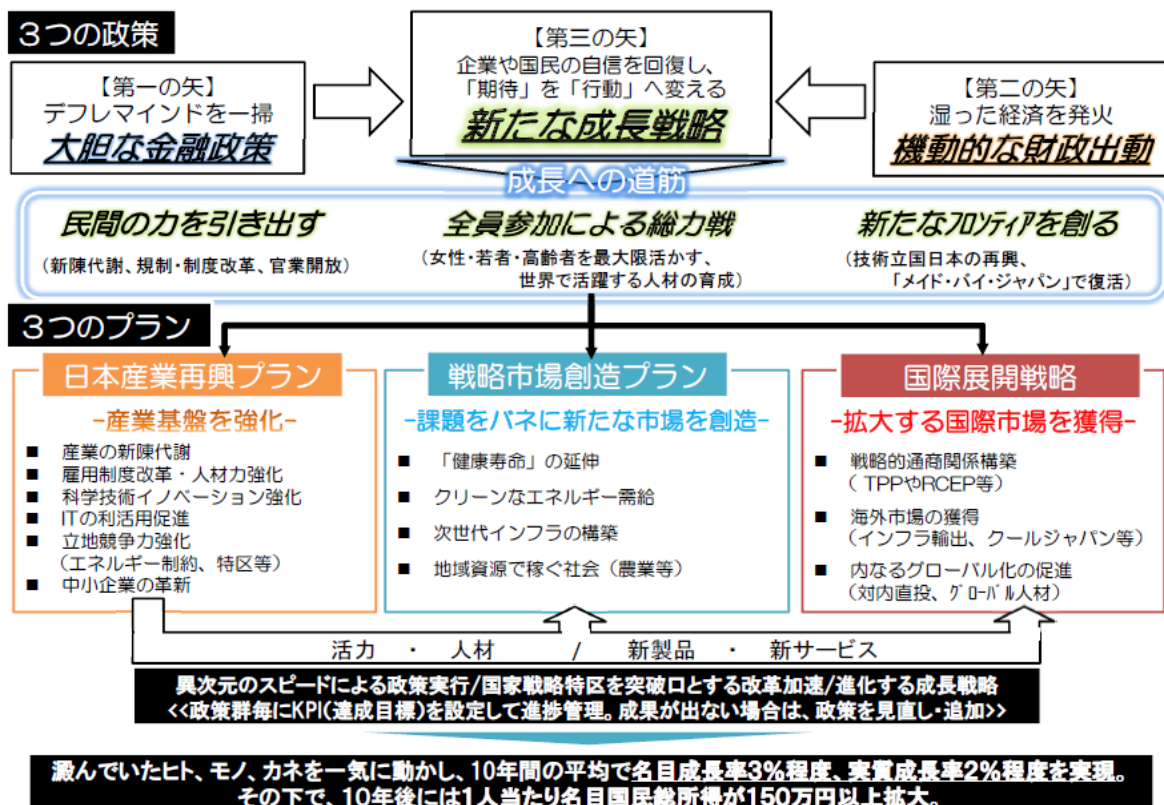 3つの政策
【第一の矢】
デフレマインドを一掃
大胆な金融政策
【第三の矢】
企業や国民の自信を回復し、
「期待」を「行動」へ変える
新たな成長戦略
【第二の矢】
湿った経済を発火
機動的な財政出動
成長への道筋
民間の力を引き出す
(新陳代謝、規制・制度改革、官業開放)
全員参加による総力戦
(女性・若者・高齢者を最大限活かす、
世界で活躍する人材の育成)
新たなフロンティアを創る
(技術立国日本の再興、
「メイド・バイ・ジャパン」で復活)
3つのプラン
日本産業再興プラン
-産業基盤を強化-
■ 産業の新陳代謝
■ 雇用制度改革・人材力強化
■ 科学技術イノベーション強化
■ ITの利活用促進
■ 立地競争力強化
(エネルギー制約、特区等)
■ 中小企業の革新
戦略市場創造プラン
-課題をバネに新たな市場を創造-
■ 「健康寿命」の延伸
■ クリーンなエネルギー需給
■ 次世代インフラの構築
■ 地域資源で稼ぐ社会(農業等)
国際展開戦略
-拡大する国際市場を獲得-
■ 戦略的通商関係構築
( TPPやRCEP等)
■ 海外市場の獲得
(インフラ輸出、クールジャパン等)
■ 内なるグローバル化の促進
(対内直投、グローバル人材)
活力 ・ 人材 / 新製品 ・ 新サービス
異次元のスピードによる政策実行/国家戦略特区を突破口とする改革加速/進化する成長戦略
<<政策群毎にKPI(達成目標)を設定して進捗管理。成果が出ない場合は、政策を見直し・追加>>
澱んでいたヒト、モノ、カネを一気に動かし、10年間の平均で名目成長率3%程度、実質成長率2%程度を実現。
その下で、10年後には1人当たり名目国民総所得が150万円以上拡大。